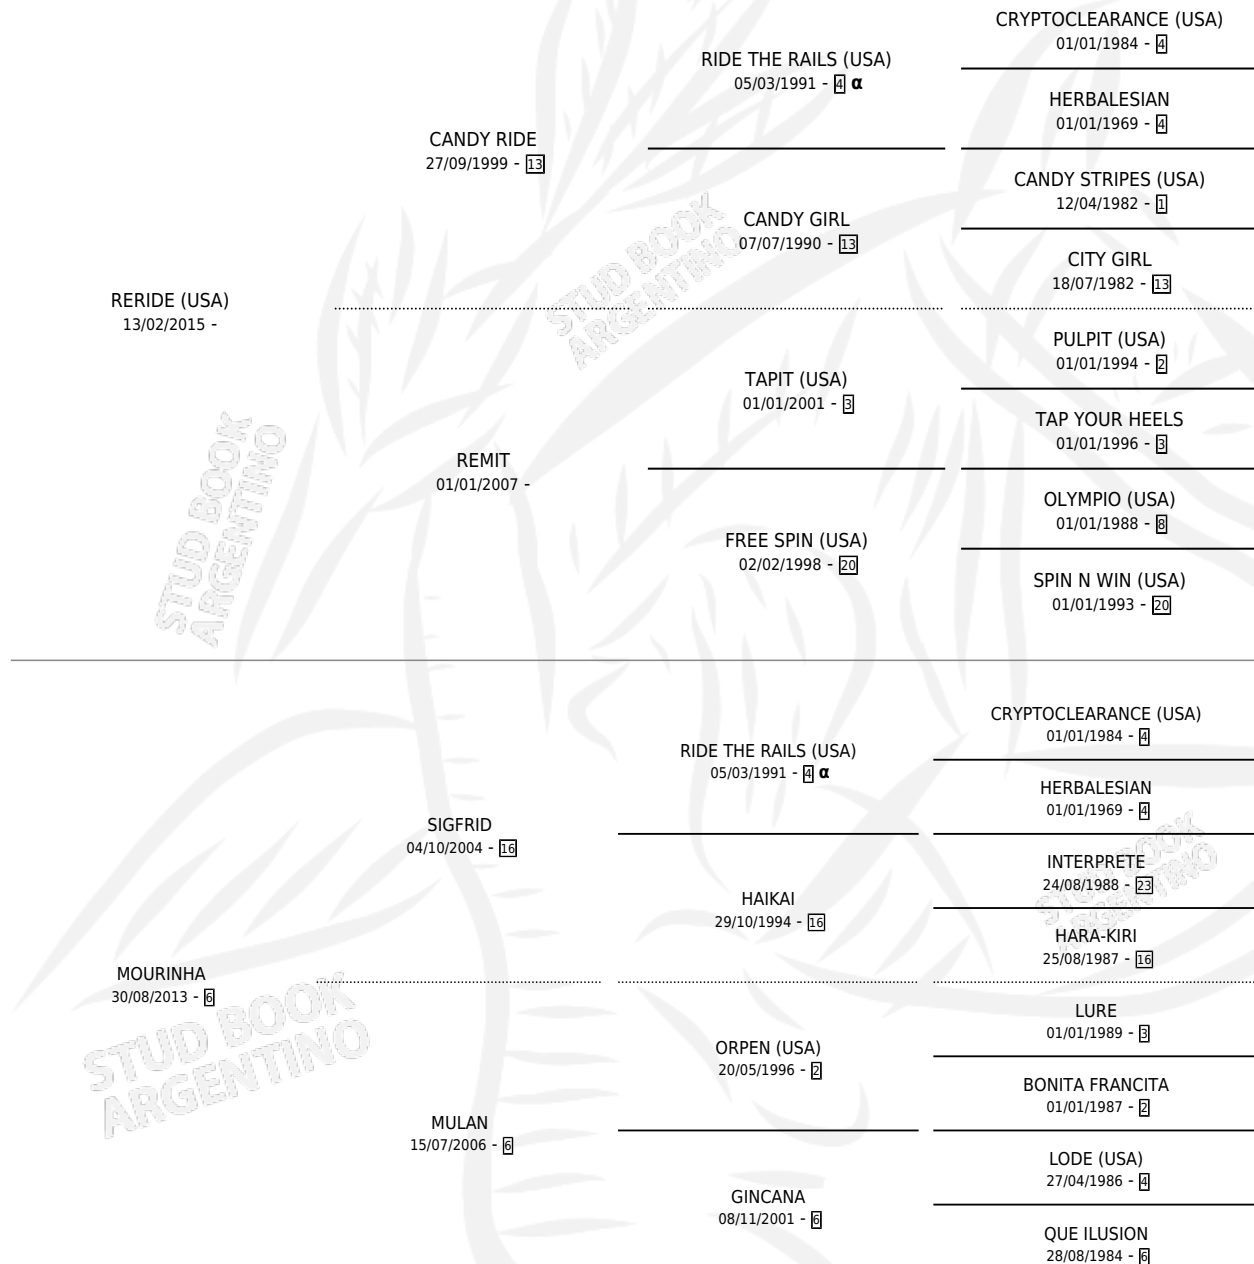 CRYPTOCLEARANCE (USA)
01/01/1984 - 4
RIDE THE RAILS (USA)
05/03/1991 - 4 α
HERBALESIAN
01/01/1969 - 4
CANDY RIDE
27/09/1999 - 13
CANDY STRIPES (USA)
12/04/1982 - 1
CANDY GIRL
07/07/1990 - 13
CITY GIRL
18/07/1982 - 13
RERIDE (USA)
13/02/2015 -
PULPIT (USA)
01/01/1994 - 2
TAPIT (USA)
01/01/2001 - 3
TAP YOUR HEELS
01/01/1996 - 3
REMIT
01/01/2007 -
OLYMPIO (USA)
01/01/1988 - 8
FREE SPIN (USA)
02/02/1998 - 20
SPIN N WIN (USA)
01/01/1993 - 20
STUD BOOK
ARGENTINO
STUD BOOK
ARGENTINO
CRYPTOCLEARANCE (USA)
01/01/1984 - 4
RIDE THE RAILS (USA)
05/03/1991 - 4 α
HERBALESIAN
01/01/1969 - 4
SIGFRID
04/10/2004 - 16
INTERPRETE
24/08/1988 - 23
HAIKAI
29/10/1994 - 16
HARA-KIRI
25/08/1987 - 16
MOURINHA
30/08/2013 - 6
LURE
01/01/1989 - 3
ORPEN (USA)
20/05/1996 - 2
BONITA FRANCITA
01/01/1987 - 2
MULAN
15/07/2006 - 6
LODE (USA)
27/04/1986 - 4
GINCANA
08/11/2001 - 6
QUE ILUSION
28/08/1984 - 6
STUD BOOK
ARGENTINO
STUD BOOK
ARGENTINO